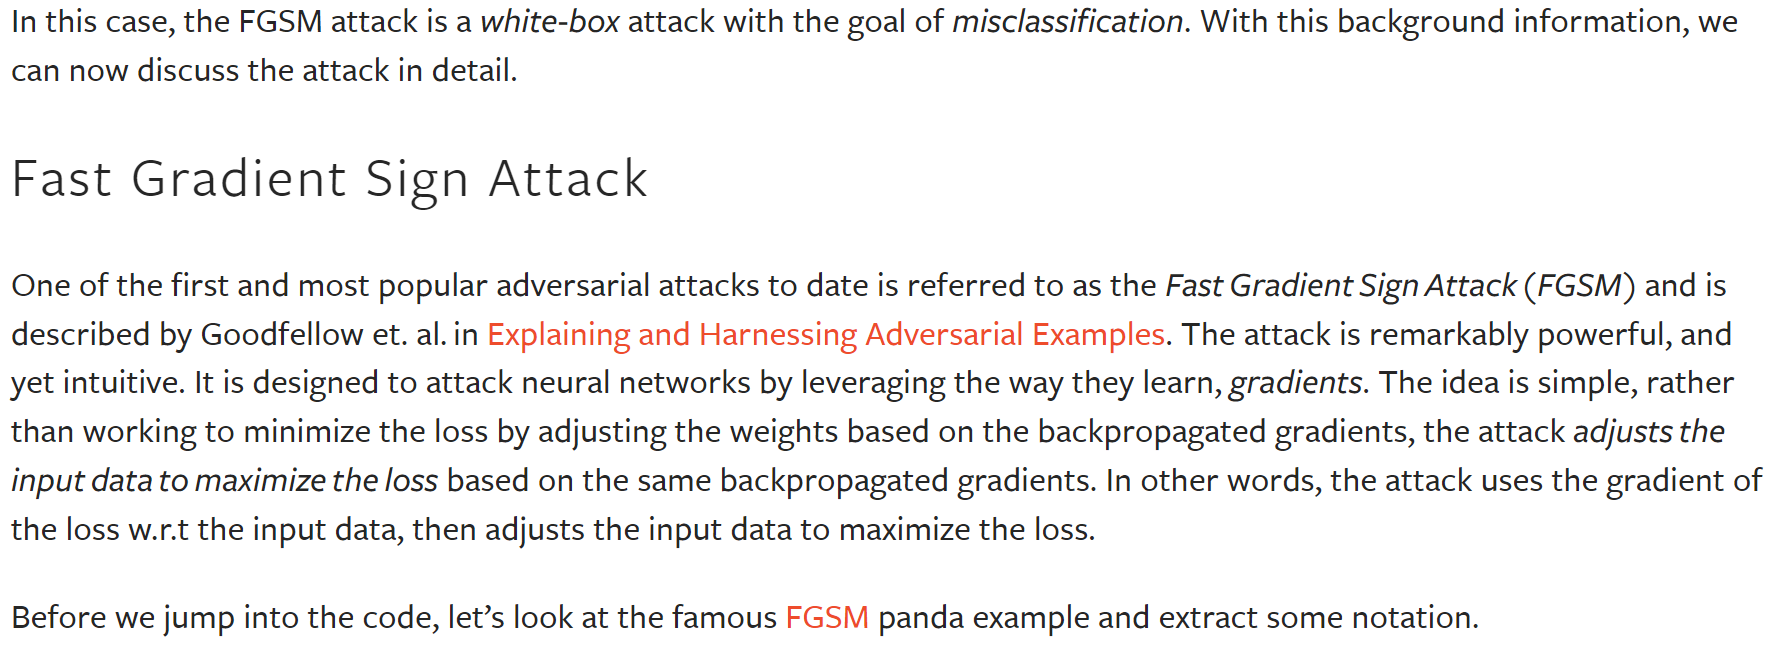 In this case, the FGSM attack is a white-box attack with the goal of misclassification. With this background information, we
can now discuss the attack in detail.
Fast Gradient Sign Attack
One of the first and most popular adversarial attacks to date is referred to as the Fast Gradient Sign Attack (FGSM) and is
described by Goodfellow et. al. in Explaining and Harnessing Adversarial Examples. The attack is remarkably powerful, and
yet intuitive. It is designed to attack neural networks by leveraging the way they learn, gradients. The idea is simple, rather
than working to minimize the loss by adjusting the weights based on the backpropagated gradients, the attack adjusts the
input data to maximize the loss based on the same backpropagated gradients. In other words, the attack uses the gradient of
the loss w.r.t the input data, then adjusts the input data to maximize the loss.
Before we jump into the code, let’s look at the famous FGSM panda example and extract some notation.